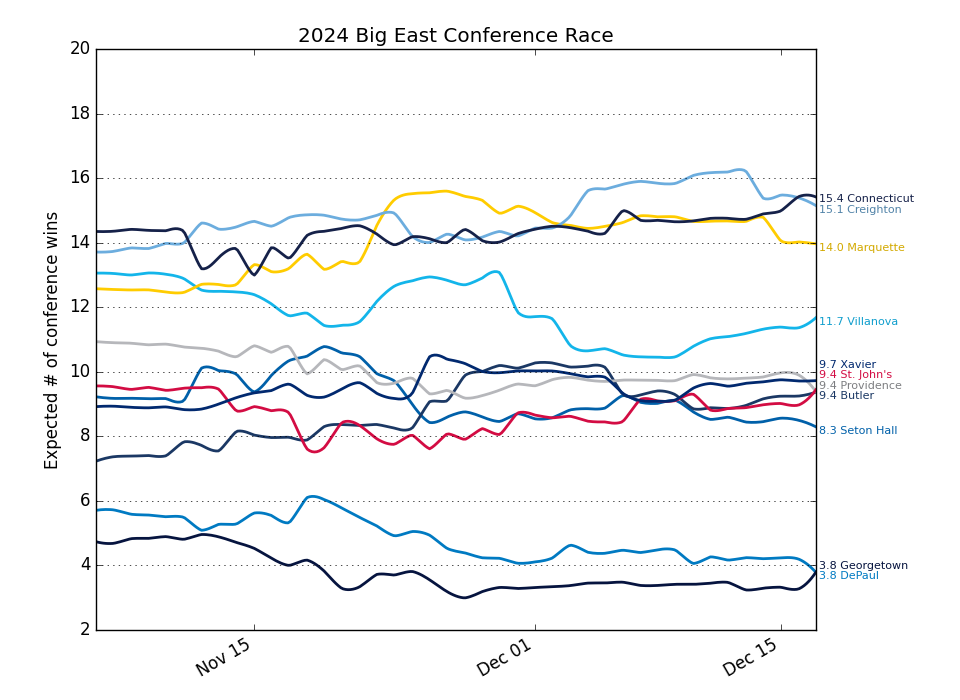 2024 Big East Conference Race
Expected # of conference wins
20
18
16
14
12
10
8
6
4
2
15.4 Connecticut
15.1 Creighton
14.0 Marquette
11.7 Villanova
9.7 Xavier
9.4 St. John's
9.4 Providence
9.4 Butler
8.3 Seton Hall
3.8 Georgetown
3.8 DePaul
Nov 15
Dec 01
Dec 15